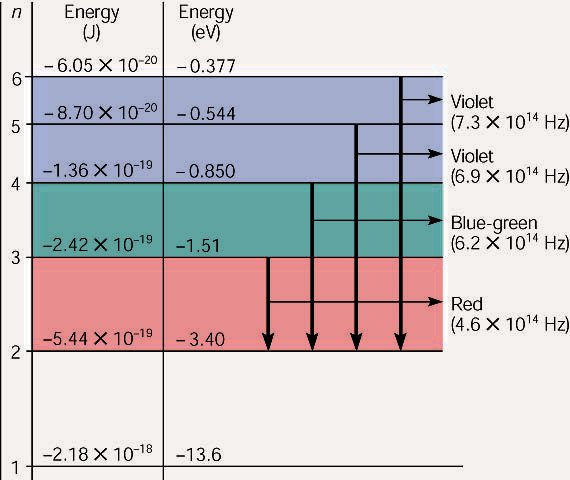 n Energy (J) Energy (eV)
6 –6.05 × 10⁻²⁰ –0.377
Violet
(7.3 × 10¹⁴ Hz)
5 –8.70 × 10⁻²⁰ –0.544
Violet
(6.9 × 10¹⁴ Hz)
4 –1.36 × 10⁻¹⁹ –0.850
Blue-green
(6.2 × 10¹⁴ Hz)
3 –2.42 × 10⁻¹⁹ –1.51
Red
(4.6 × 10¹⁴ Hz)
2 –5.44 × 10⁻¹⁹ –3.40
1 –2.18 × 10⁻¹⁸ –13.6